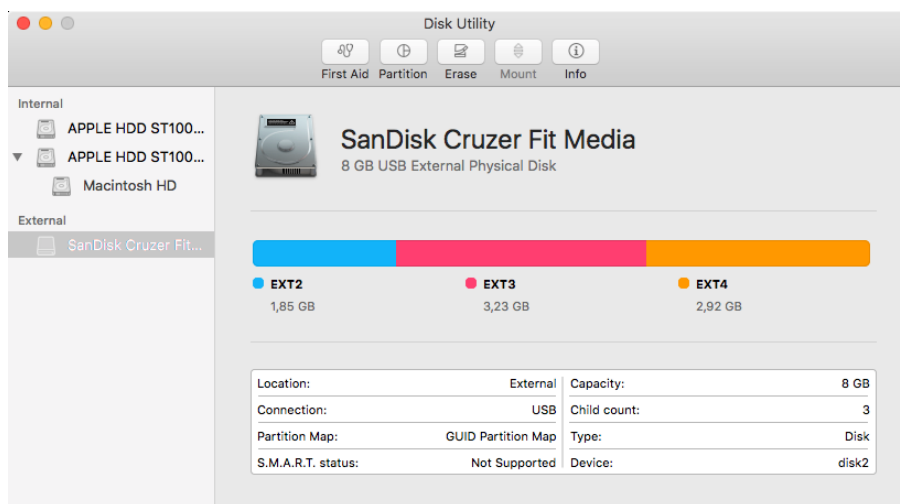 Disk Utility
First Aid Partition Erase Mount Info
Internal
APPLE HDD ST100...
APPLE HDD ST100...
Macintosh HD
External
SanDisk Cruzer Fit...
SanDisk Cruzer Fit Media
8 GB USB External Physical Disk
EXT2 EXT3 EXT4
1,85 GB 3,23 GB 2,92 GB
Location: External Capacity: 8 GB
Connection: USB Child count: 3
Partition Map: GUID Partition Map Type: Disk
S.M.A.R.T. status: Not Supported Device: disk2